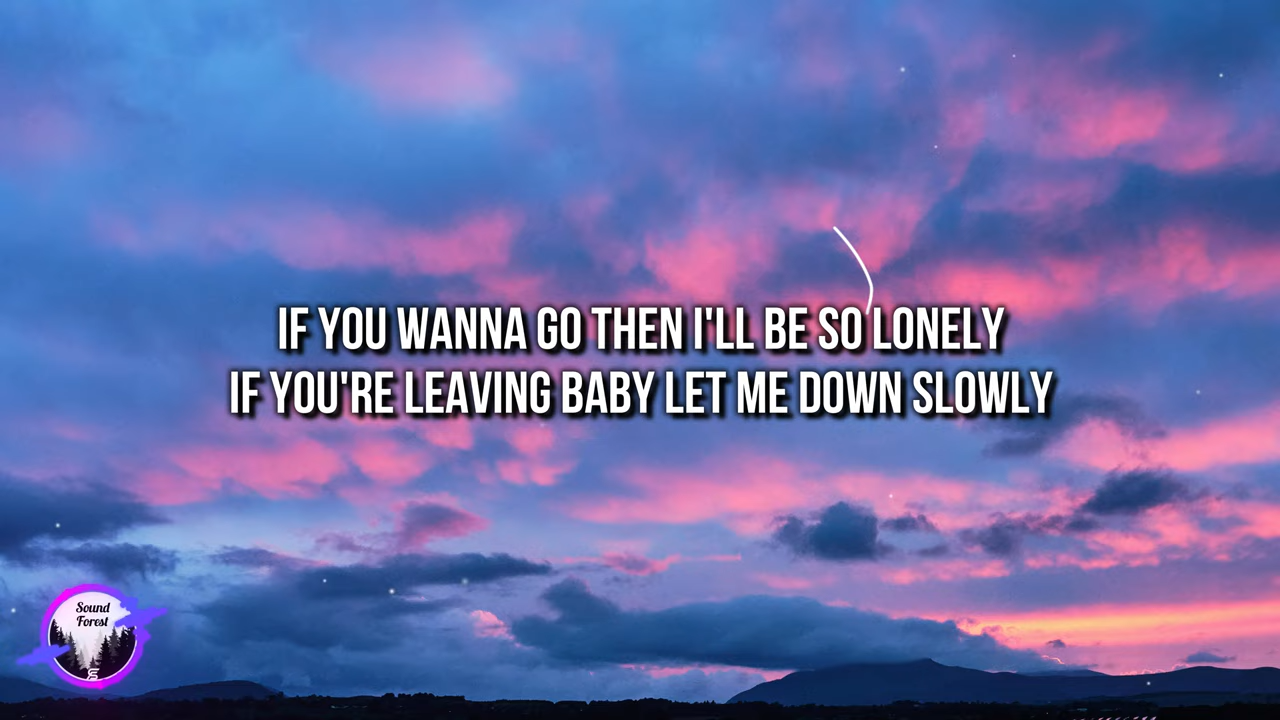 IF YOU WANNA GO THEN I'LL BE SO LONELY
IF YOU'RE LEAVING BABY LET ME DOWN SLOWLY
Sound
Forest